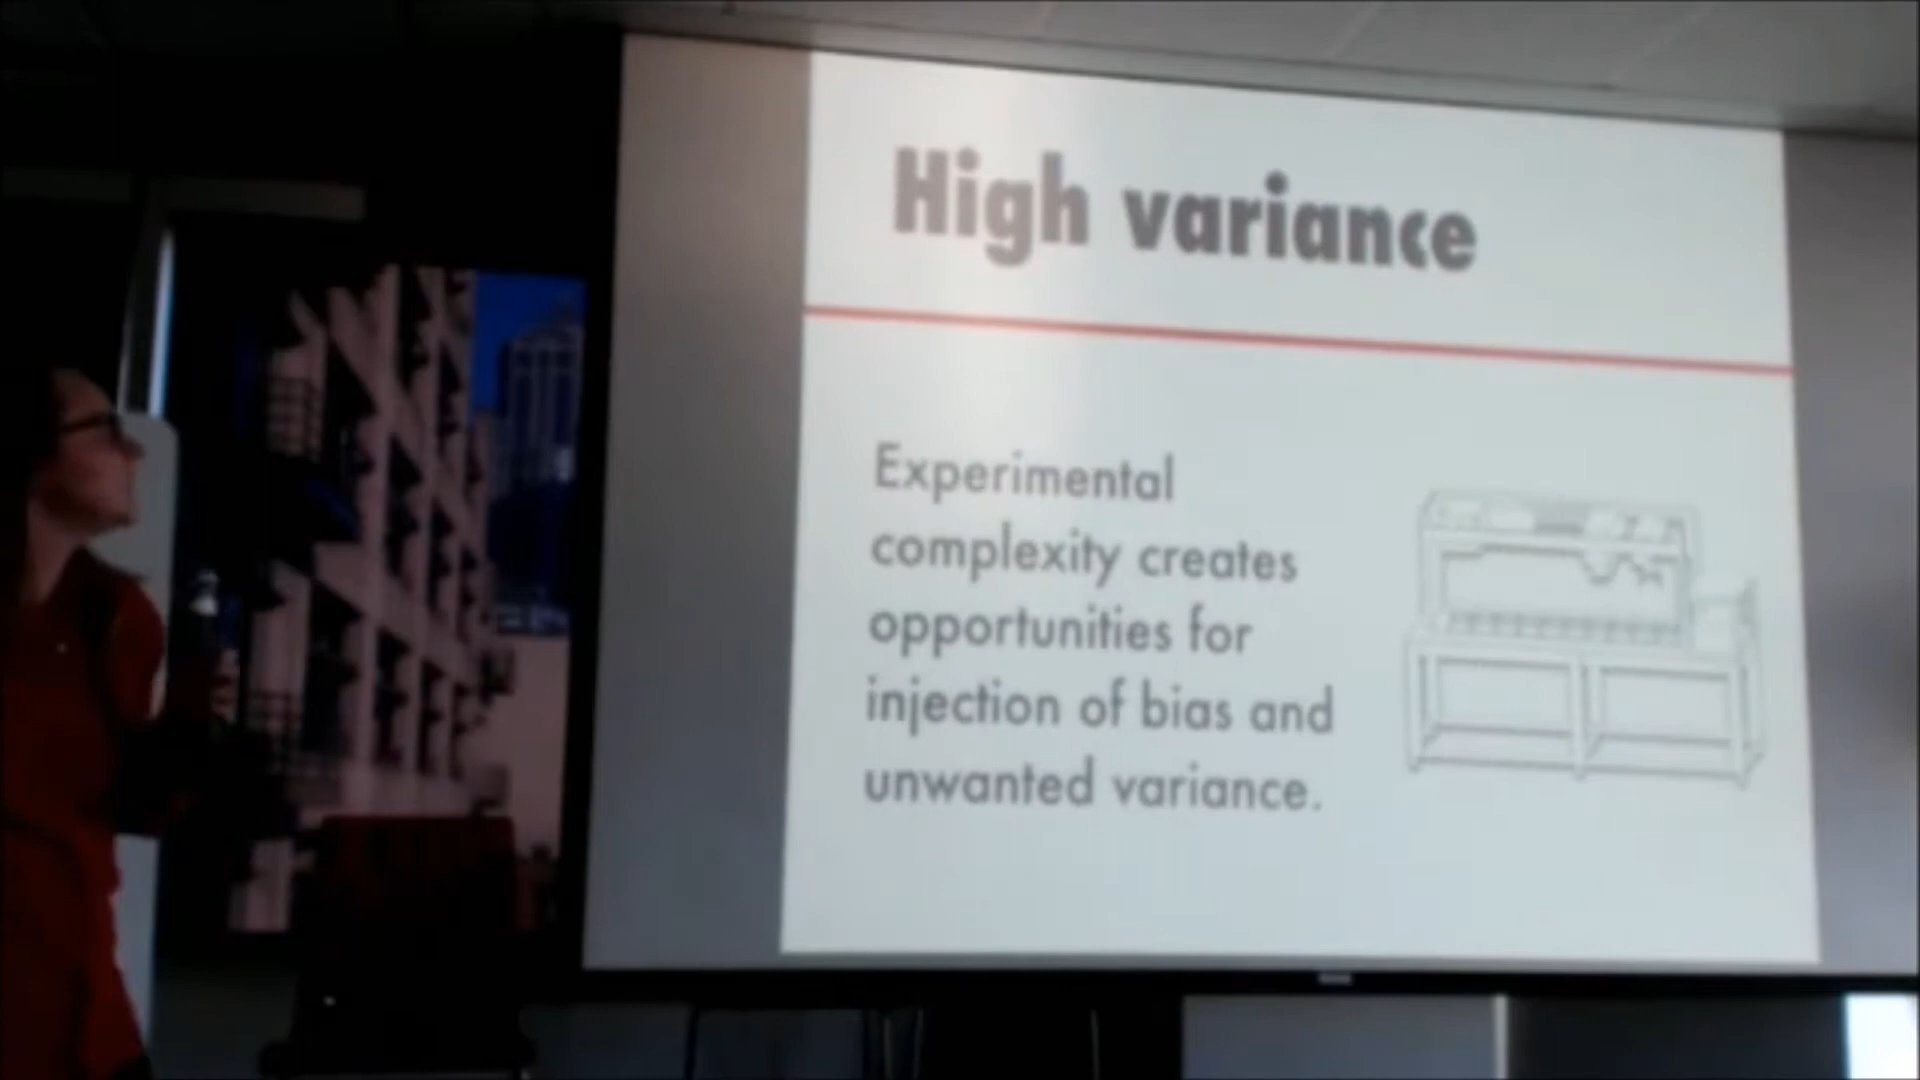 High variance
Experimental
complexity creates
opportunities for
injection of bias and
unwanted variance.